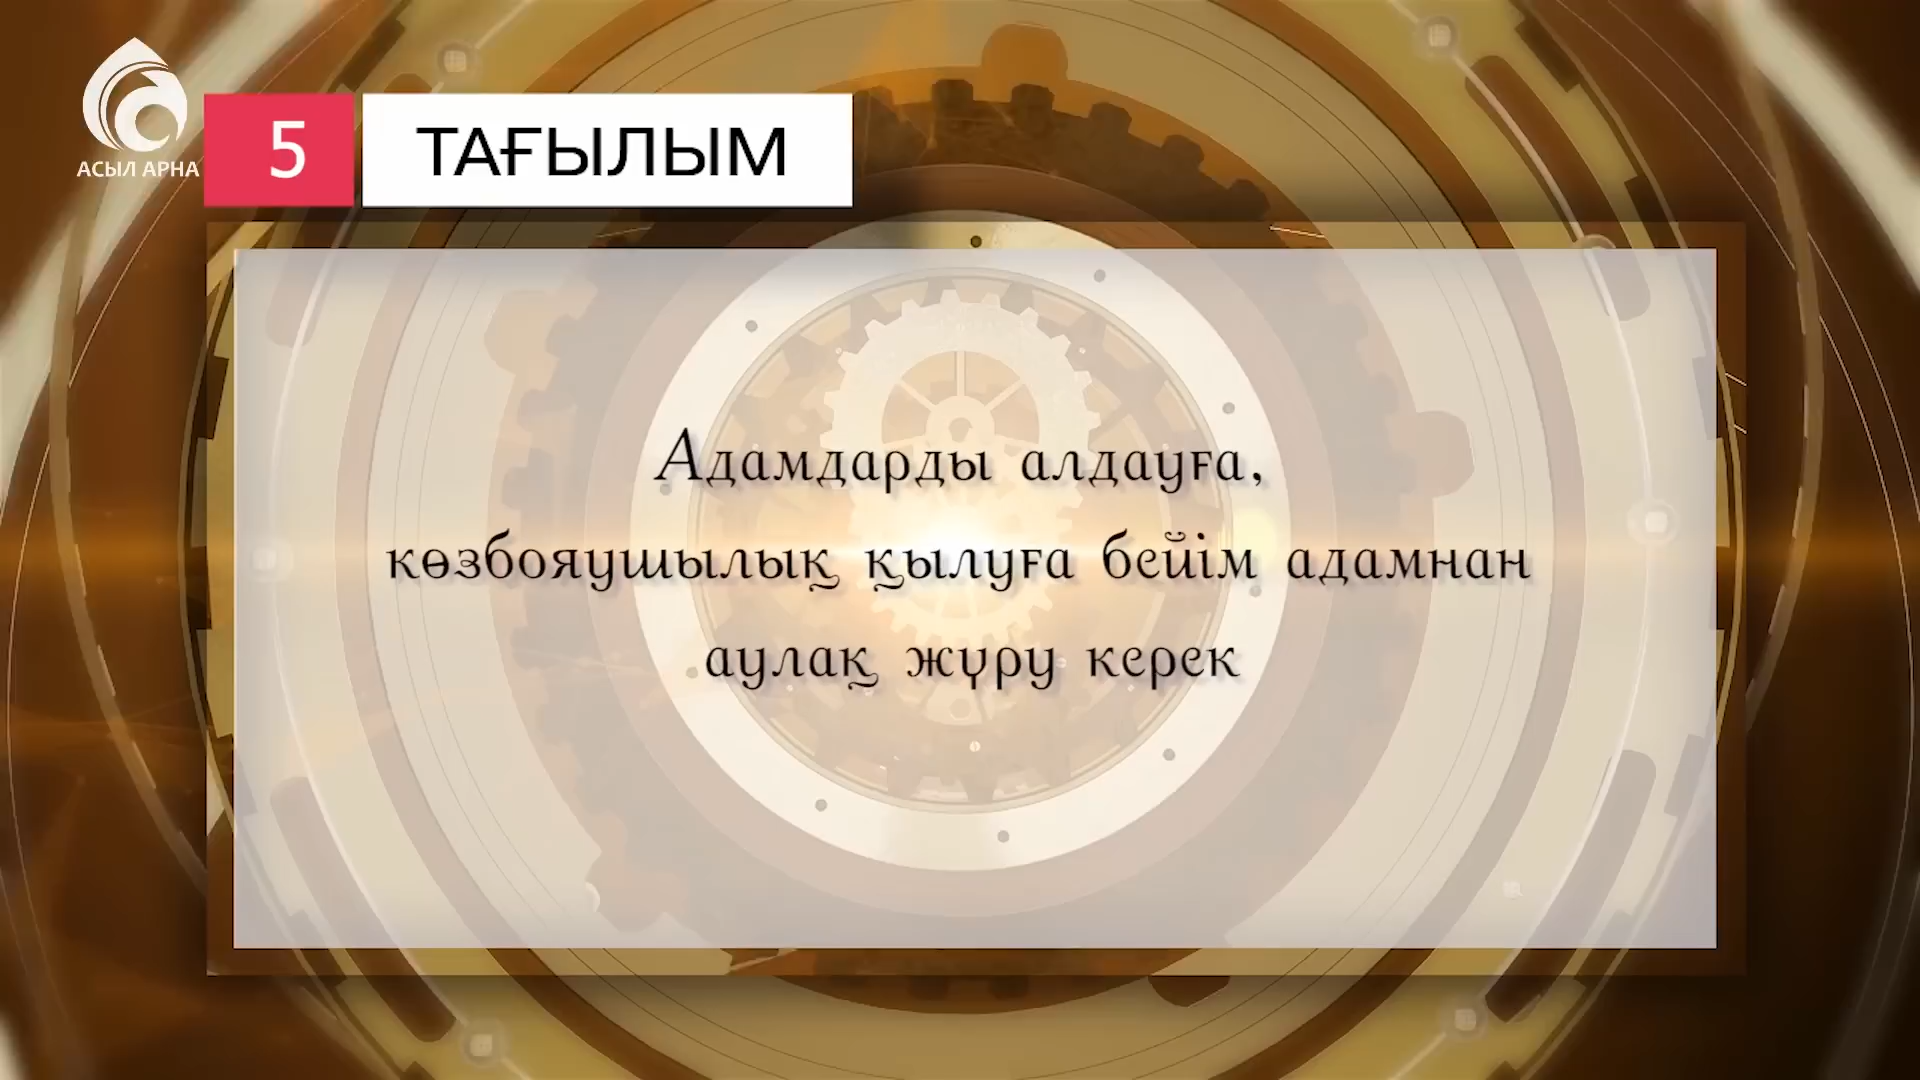 АСЫЛ АРНА
5
ТАҒЫЛЫМ
Адамдарды алдауға,
көзбояушылық қылуға бейім адамнан
аулақ жүру керек